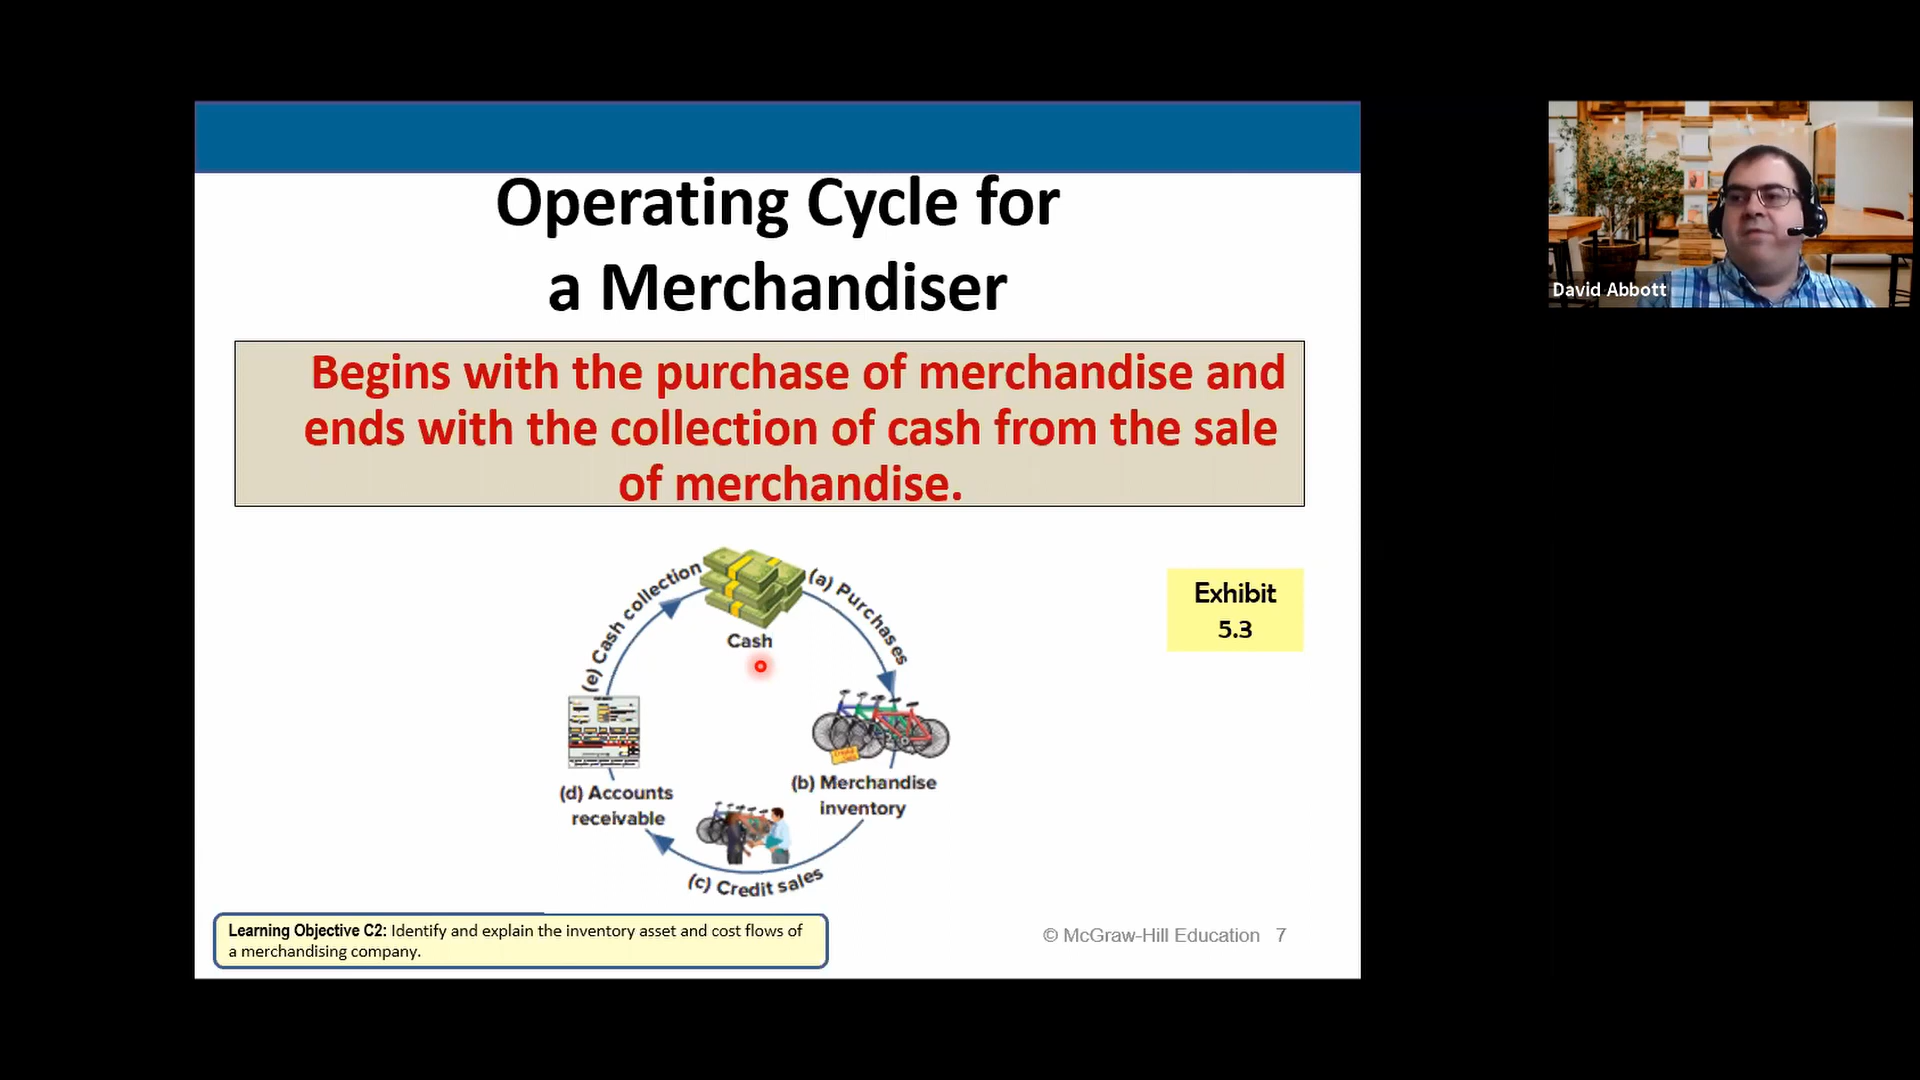 Operating Cycle for
a Merchandiser
Begins with the purchase of merchandise and
ends with the collection of cash from the sale
of merchandise.
(e) Cash collection
(a) Purchases
Cash
Exhibit
5.3
(d) Accounts
receivable
(b) Merchandise
inventory
(c) Credit sales
Learning Objective C2: Identify and explain the inventory asset and cost flows of
a merchandising company.
© McGraw-Hill Education 7
David Abbott